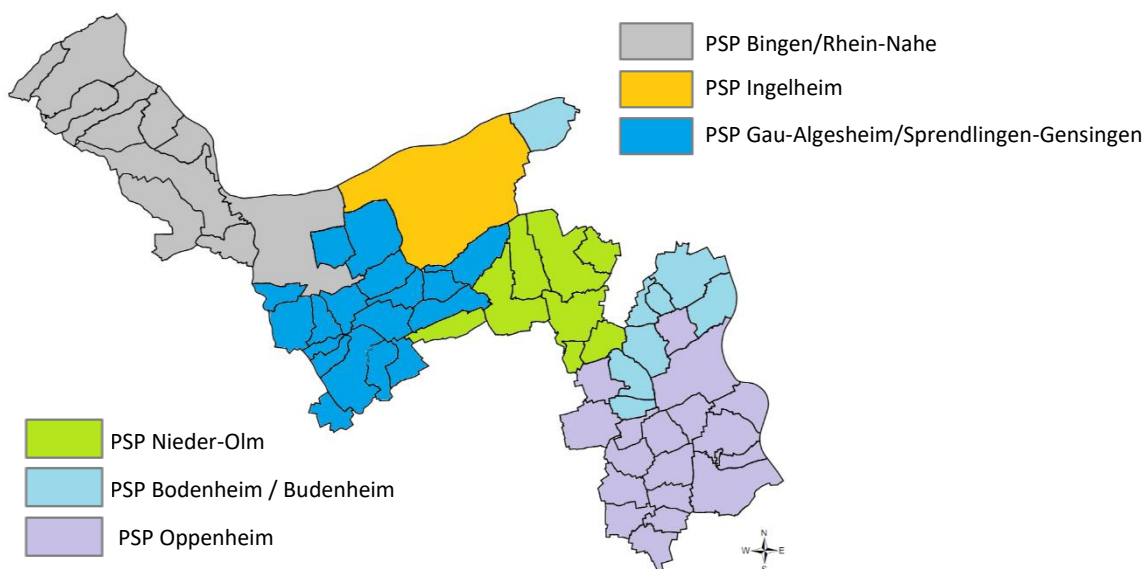 PSP Bingen/Rhein-Nahe
PSP Ingelheim
PSP Gau-Algesheim/Sprendlingen-Gensingen
PSP Nieder-Olm
PSP Bodenheim / Budenheim
PSP Oppenheim
N
W E
S